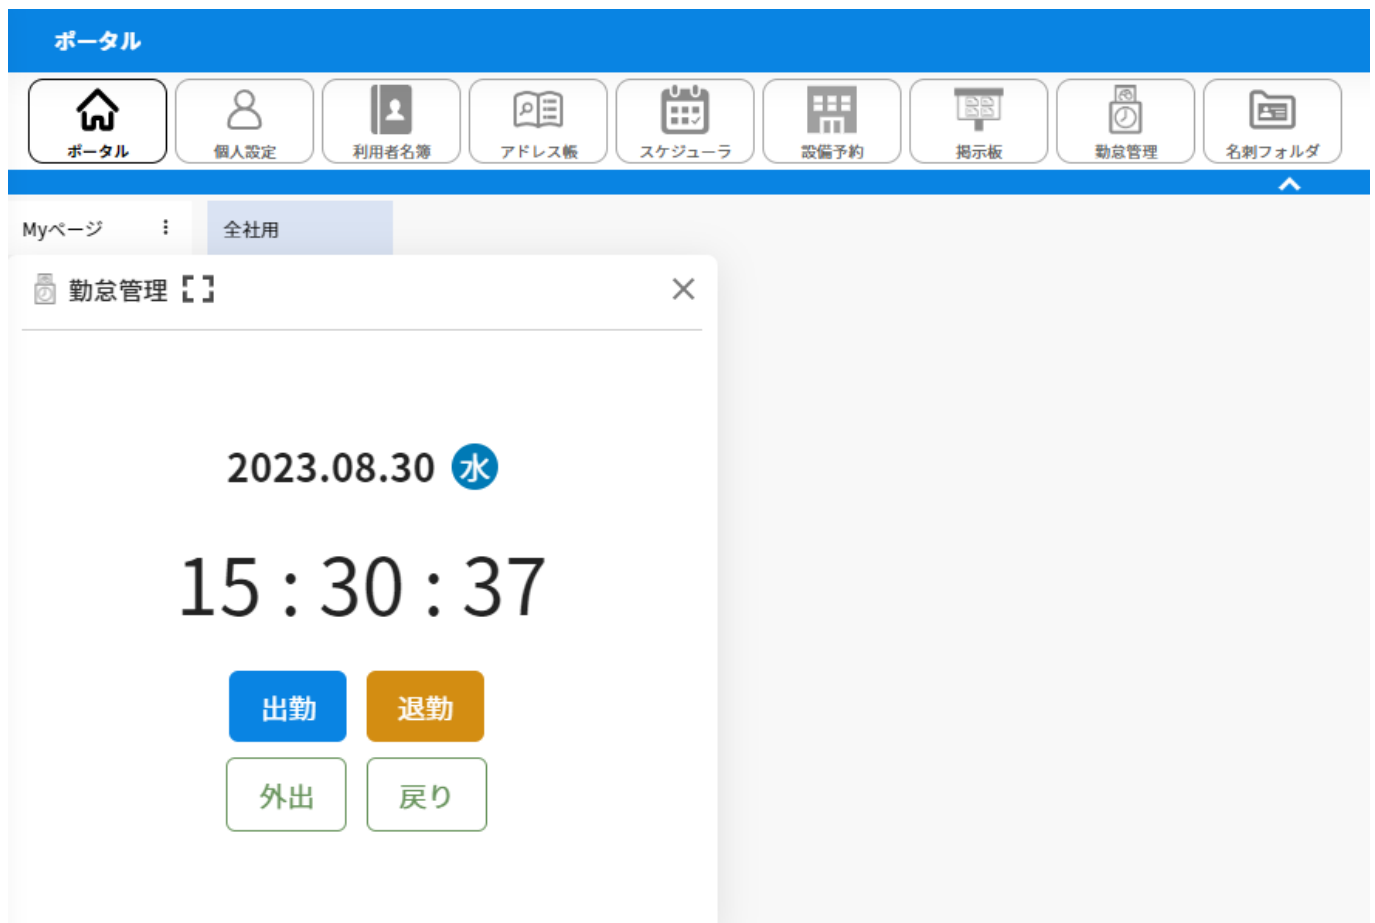 ポータル
ポータル 個人設定 利用者名簿 アドレス帳 スケジューラ 設備予約 掲示板 勤怠管理 名刺フォルダ
Myページ 全社用
勤怠管理
2023.08.30 水
15 : 30 : 37
出勤 退勤
外出 戻り